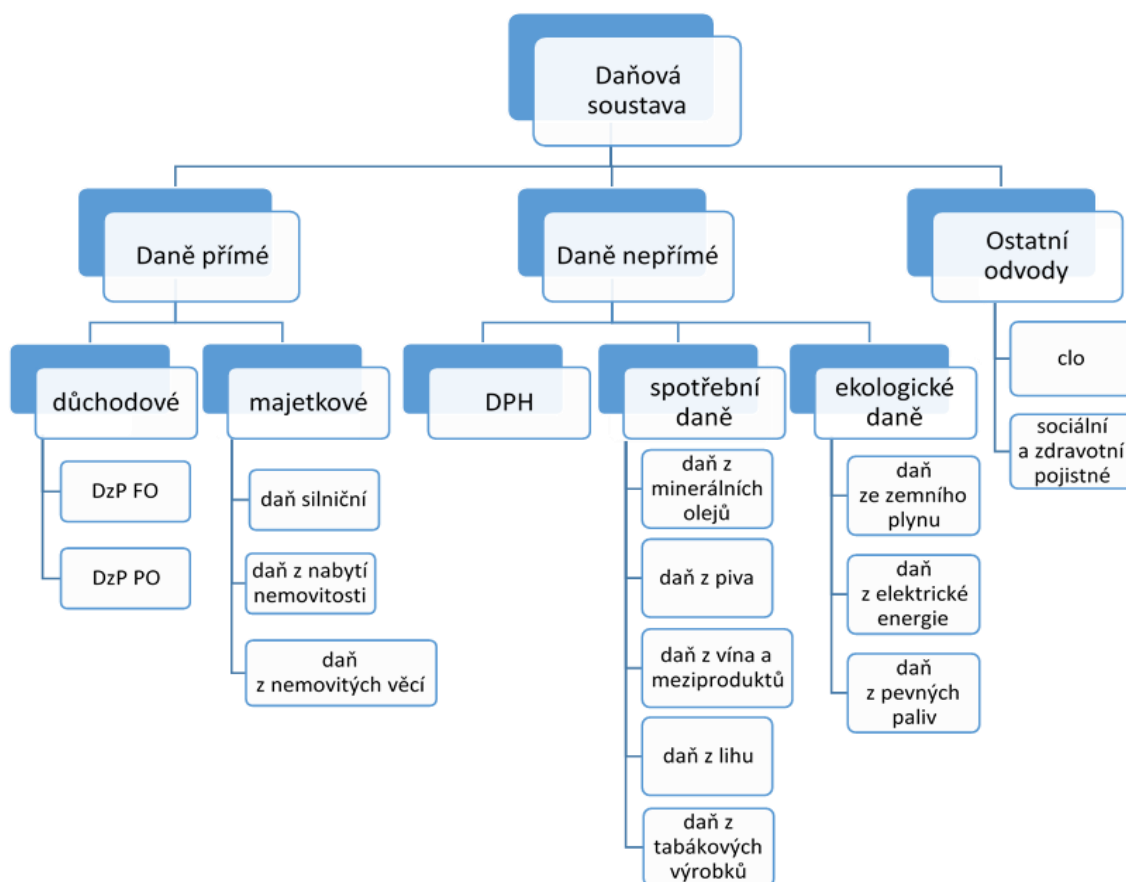 Daňová
soustava
Daně přímé
Daně nepřímé
Ostatní
odvody
důchodové
majetkové
DPH
spotřební
daně
ekologické
daně
clo
sociální
a zdravotní
pojistné
DzP FO
DzP PO
daň silniční
daň z nabytí
nemovitosti
daň
z nemovitých věcí
daň z
minerálních
olejů
daň z piva
daň z vína a
meziproduktů
daň z lihu
daň z
tabákových
výrobků
daň
ze zemního
plynu
daň
z elektrické
energie
daň
z pevných
paliv